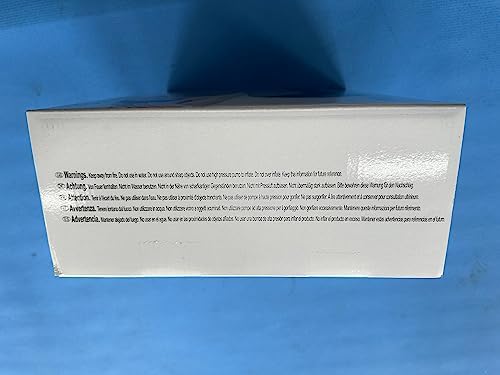 Warnings. Keep away from fire. Do not use in water. Do not use around sharp objects. Do not use high pressure pump to inflate. Do not over inflate. Keep this information for future reference.
Achtung. Von Feuer fernhalten. Nicht im Wasser benutzen. Nicht in der Nähe von scharfkantigen Gegenständen benutzen. Nicht mit Pressluft aufblasen. Nicht übermäßig stark aufblasen. Bitte bewahren diese Warnung für den Nachschlag.
Attention. Tenir à l'écart du feu. Ne pas utiliser dans l'eau. Ne pas utiliser à proximité d'objets tranchants. Ne pas utiliser de pompe à haute pression pour gonfler. Ne pas surgonfler. A lire attentivement et à conserver pour consultation ultérieure.
Avvertenza. Tenere lontano dal fuoco. Non utilizzare in acqua. Non utilizzare vicino a oggetti acuminati. Non utilizzare pompe ad alta pressione per il gonfiaggio. Non gonfiare eccessivamente. Mantenere queste informazioni per futuro riferimento.
Advertencia. Mantener alejado del fuego. No usar en el agua. No usar en las proximidades de objetos afilados. No usar una bomba de alta presión para inflar el producto. No inflar el producto en exceso. Mantener estas advertencias para referencias en el futuro.